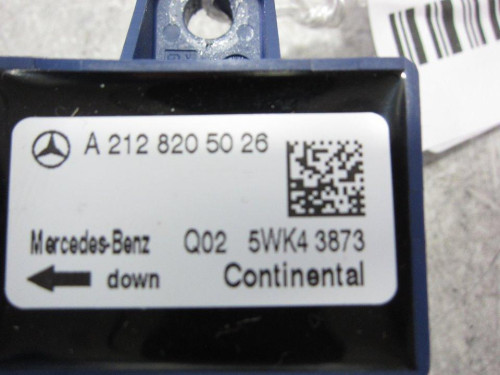 A 212 820 50 26
Mercedes-Benz Q02 5WK4 3873
down Continental